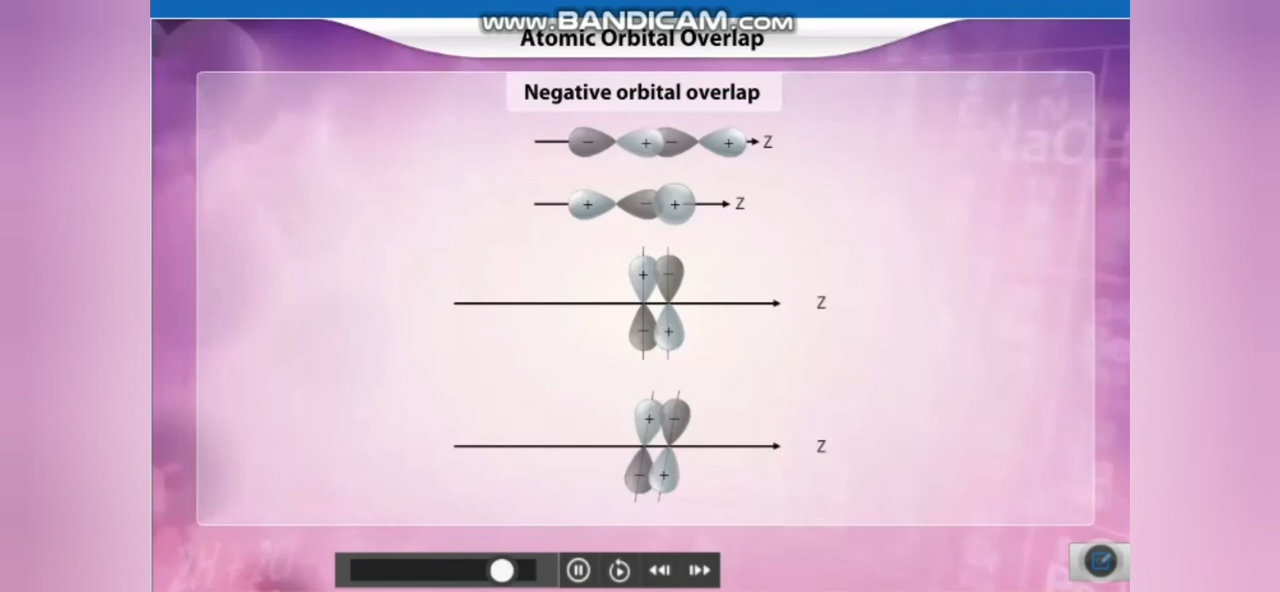 www.BANDICAM.com
Atomic Orbital Overlap
Negative orbital overlap
− + − + Z
+ − + Z
+ −
Z
− +
+ −
Z
− +